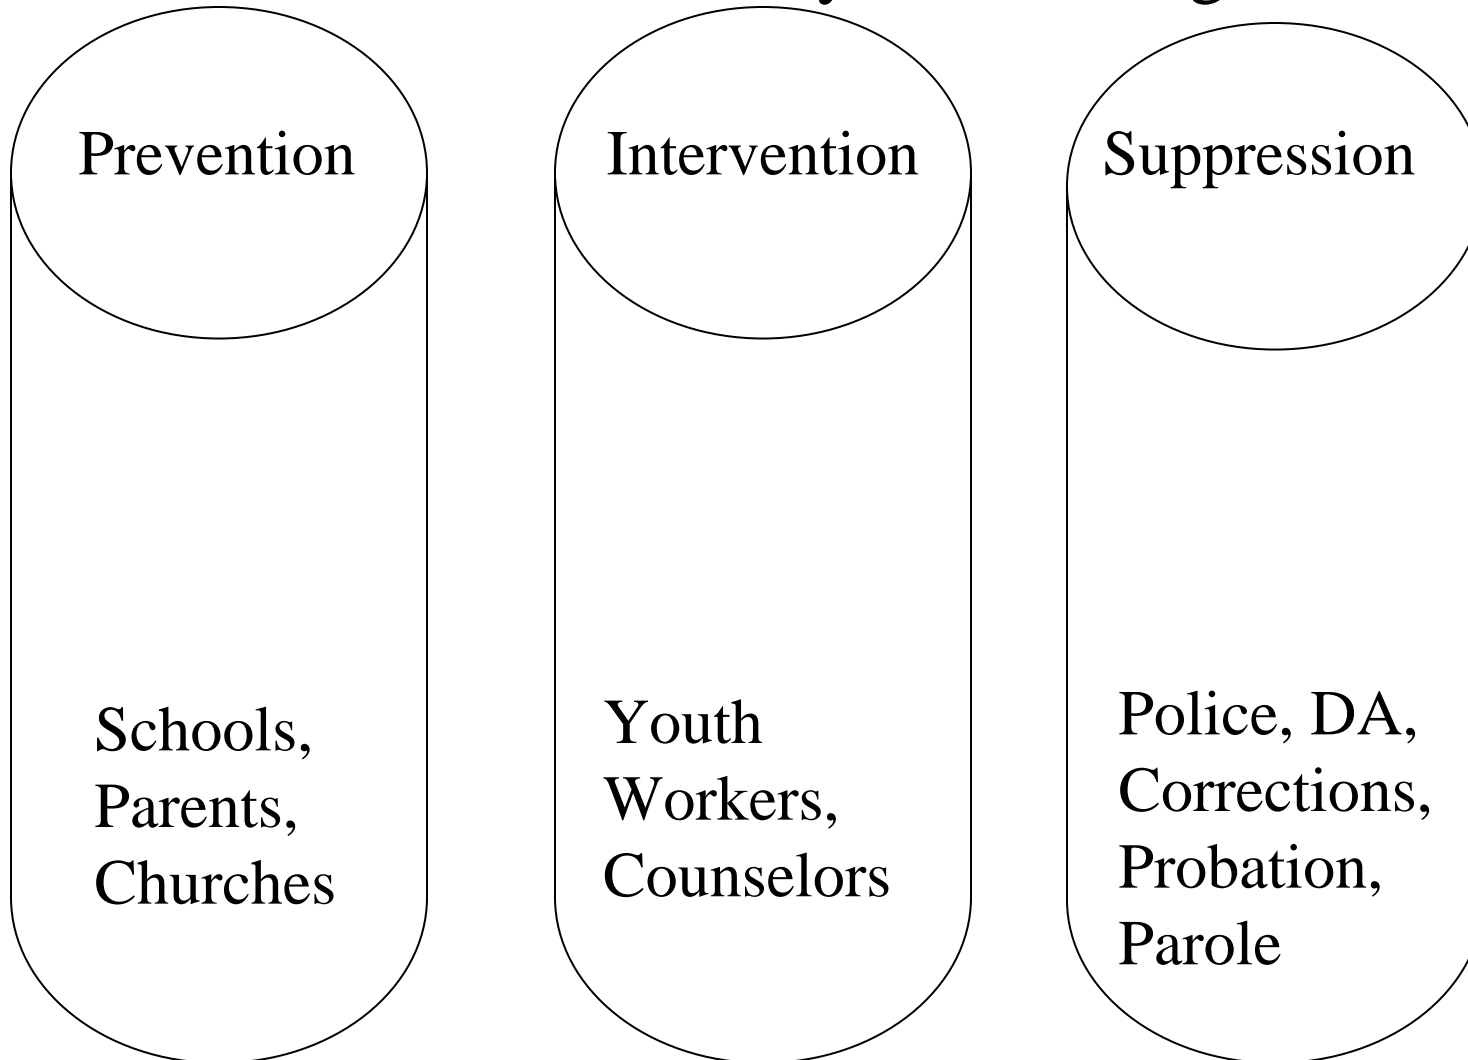 Prevention
Intervention
Suppression
Schools,
Parents,
Churches
Youth
Workers,
Counselors
Police, DA,
Corrections,
Probation,
Parole